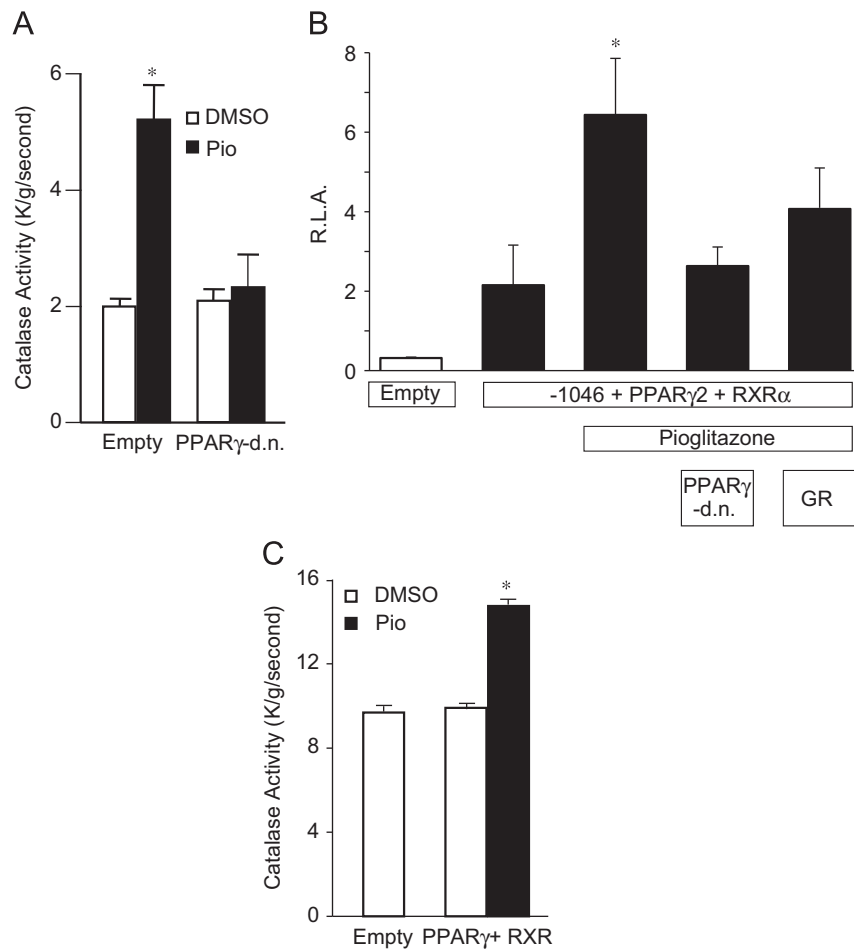 A
Catalase Activity (K/g/second)
6
4
2
0
*
DMSO
Pio
Empty
PPARγ-d.n.
B
R.L.A.
8
6
4
2
0
*
Empty
-1046 + PPARγ2 + RXRα
Pioglitazone
PPARγ
-d.n.
GR
C
Catalase Activity (K/g/second)
16
12
8
4
0
DMSO
Pio
*
Empty
PPARγ+ RXR